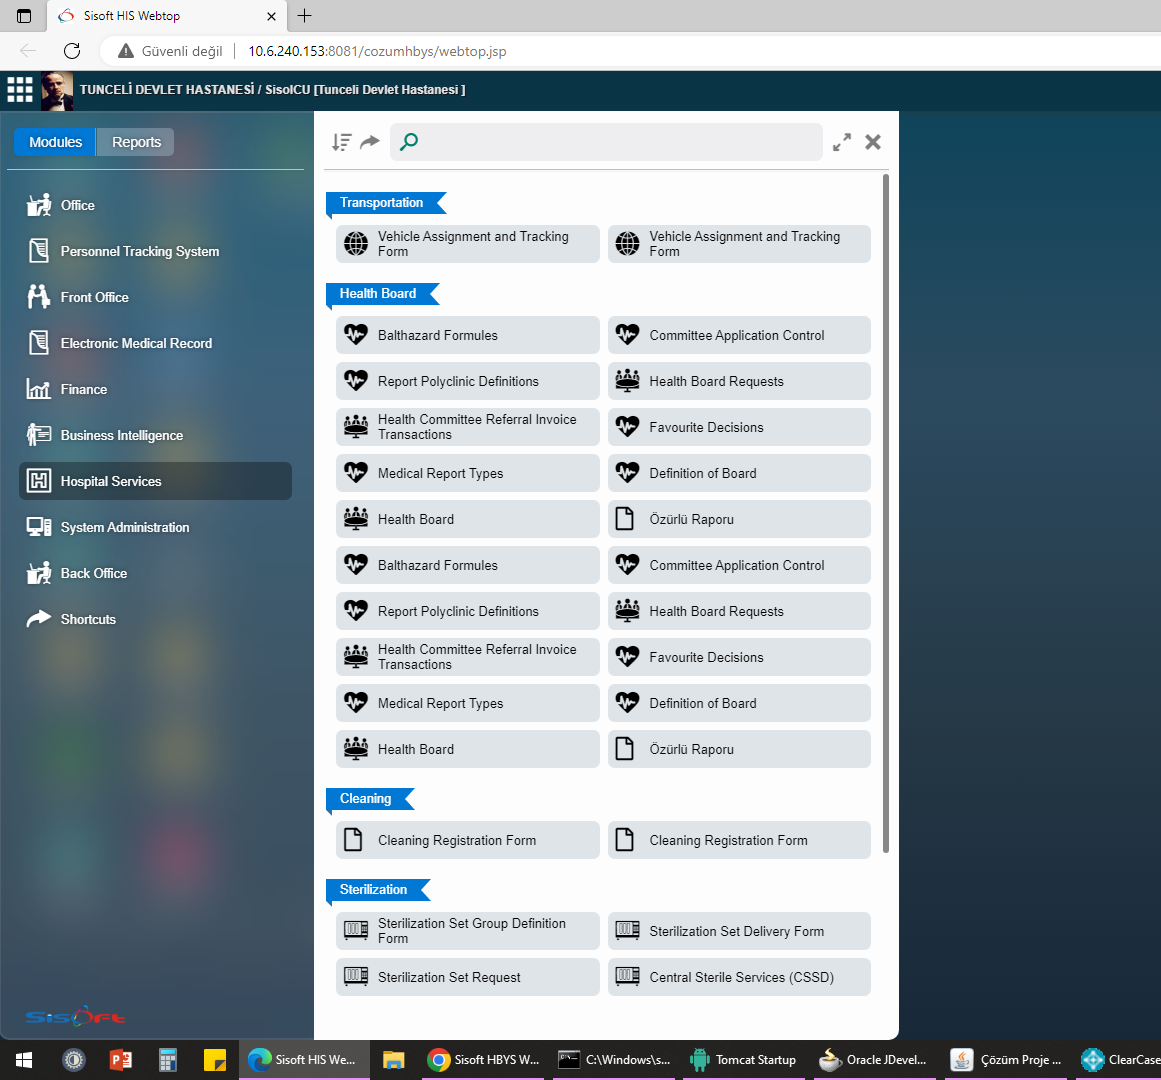 Sisoft HIS Webtop
Güvenli değil
10.6.240.153:8081/cozumhbys/webtop.jsp
TUNCELİ DEVLET HASTANESİ / SisoICU [Tunceli Devlet Hastanesi ]
Modules
Reports
Office
Personnel Tracking System
Front Office
Electronic Medical Record
Finance
Business Intelligence
Hospital Services
System Administration
Back Office
Shortcuts
Sisoft
Transportation
Vehicle Assignment and Tracking
Form
Vehicle Assignment and Tracking
Form
Health Board
Balthazard Formules
Committee Application Control
Report Polyclinic Definitions
Health Board Requests
Health Committee Referral Invoice
Transactions
Favourite Decisions
Medical Report Types
Definition of Board
Health Board
Özürlü Raporu
Balthazard Formules
Committee Application Control
Report Polyclinic Definitions
Health Board Requests
Health Committee Referral Invoice
Transactions
Favourite Decisions
Medical Report Types
Definition of Board
Health Board
Özürlü Raporu
Cleaning
Cleaning Registration Form
Cleaning Registration Form
Sterilization
Sterilization Set Group Definition
Form
Sterilization Set Delivery Form
Sterilization Set Request
Central Sterile Services (CSSD)
Sisoft HIS We...
Sisoft HBYS W...
C:\Windows\s...
Tomcat Startup
Oracle JDevel...
Çözüm Proje ...
ClearCase